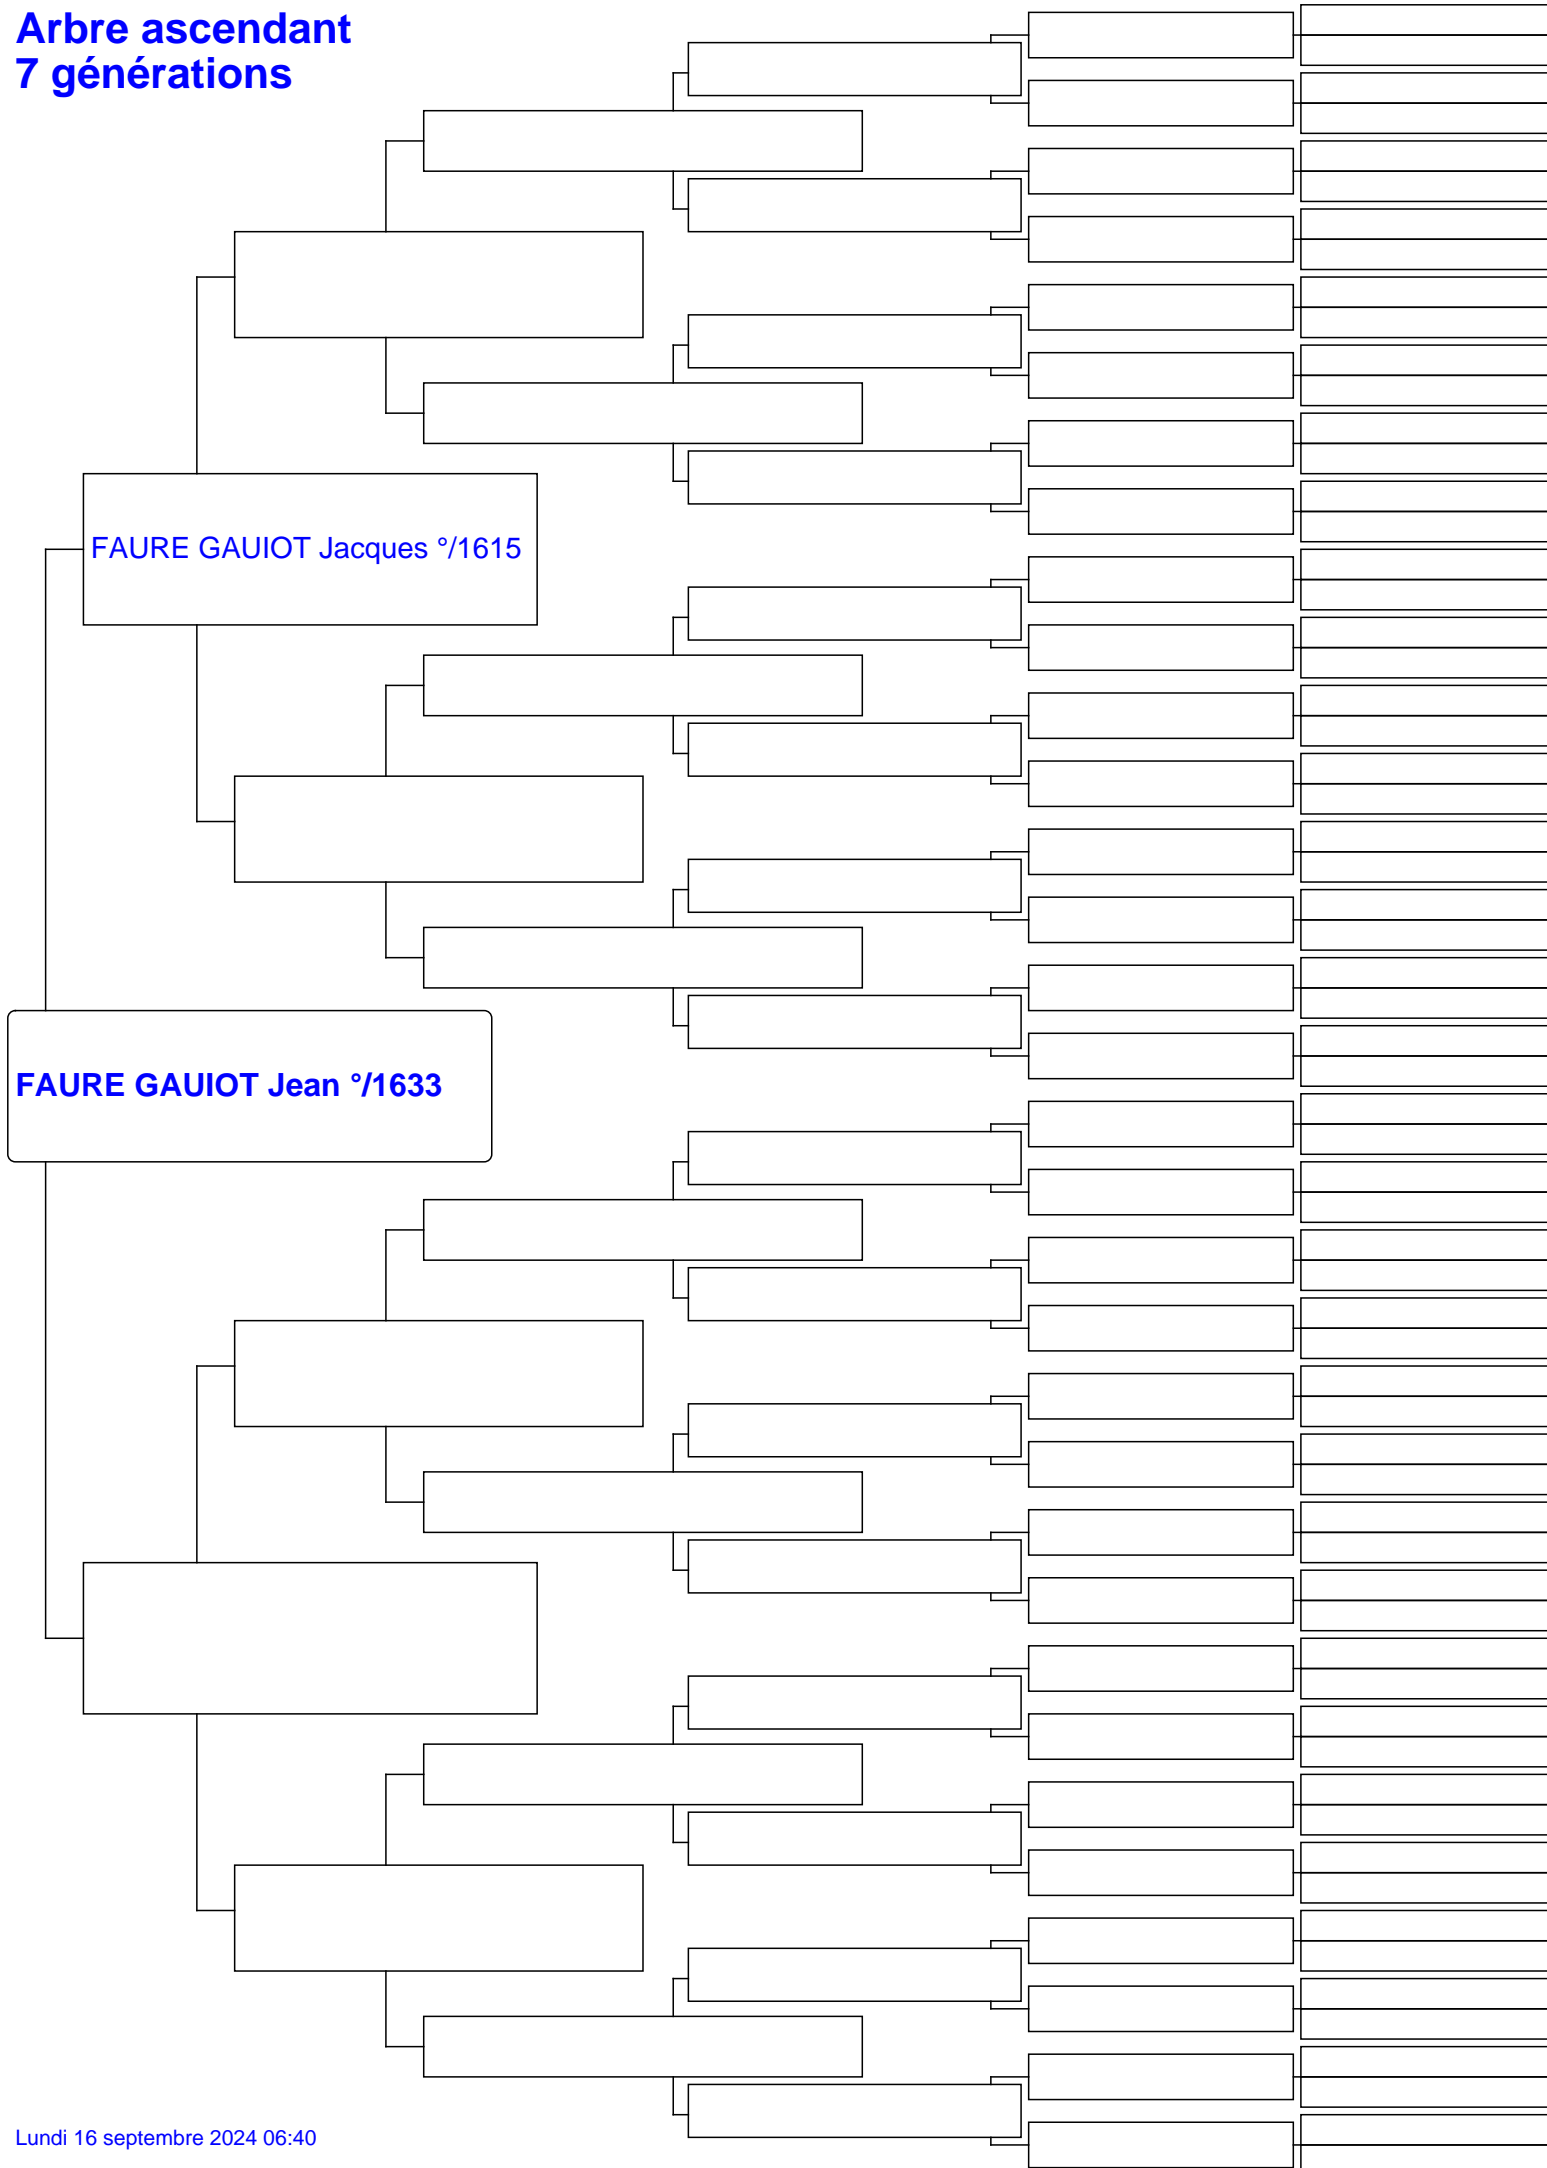 Arbre ascendant
7 générations
FAURE GAUIOT Jacques °/1615
FAURE GAUIOT Jean °/1633
Lundi 16 septembre 2024 06:40